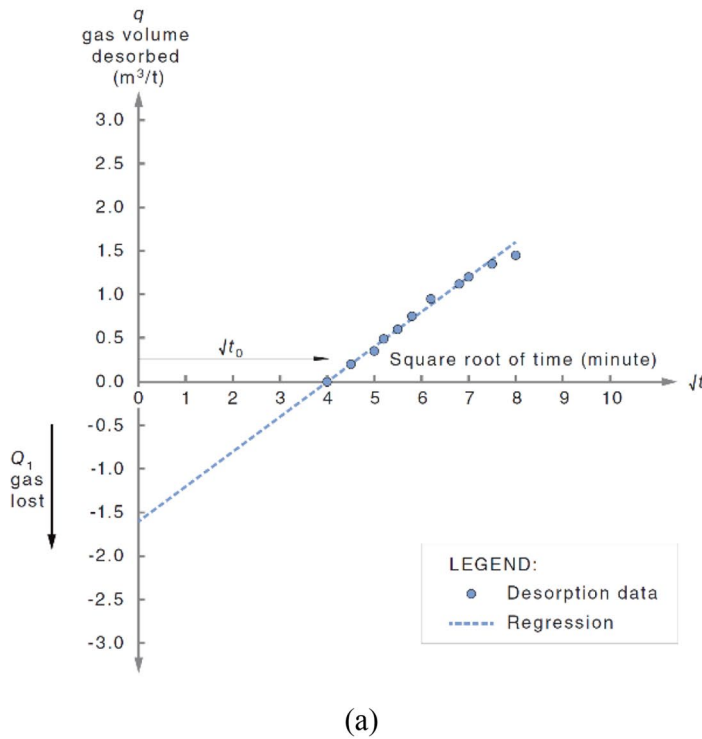 q
gas volume
desorbed
(m³/t)
3.0
2.5
2.0
1.5
1.0
0.5
√t₀
Square root of time (minute)
0.0
√t
0 1 2 3 4 5 6 7 8 9 10
-0.5
-1.0
-1.5
-2.0
-2.5
-3.0
Q₁
gas
lost
LEGEND:
Desorption data
Regression
(a)